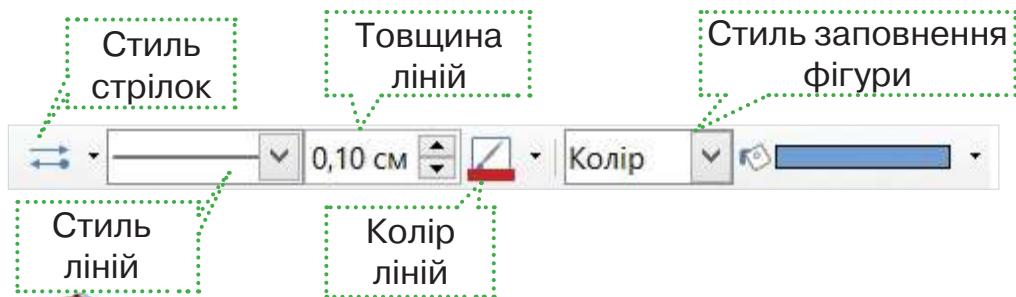 Стиль
стрілок
Товщина
ліній
Стиль заповнення
фігури
0,10 см
Колір
Стиль
ліній
Колір
ліній